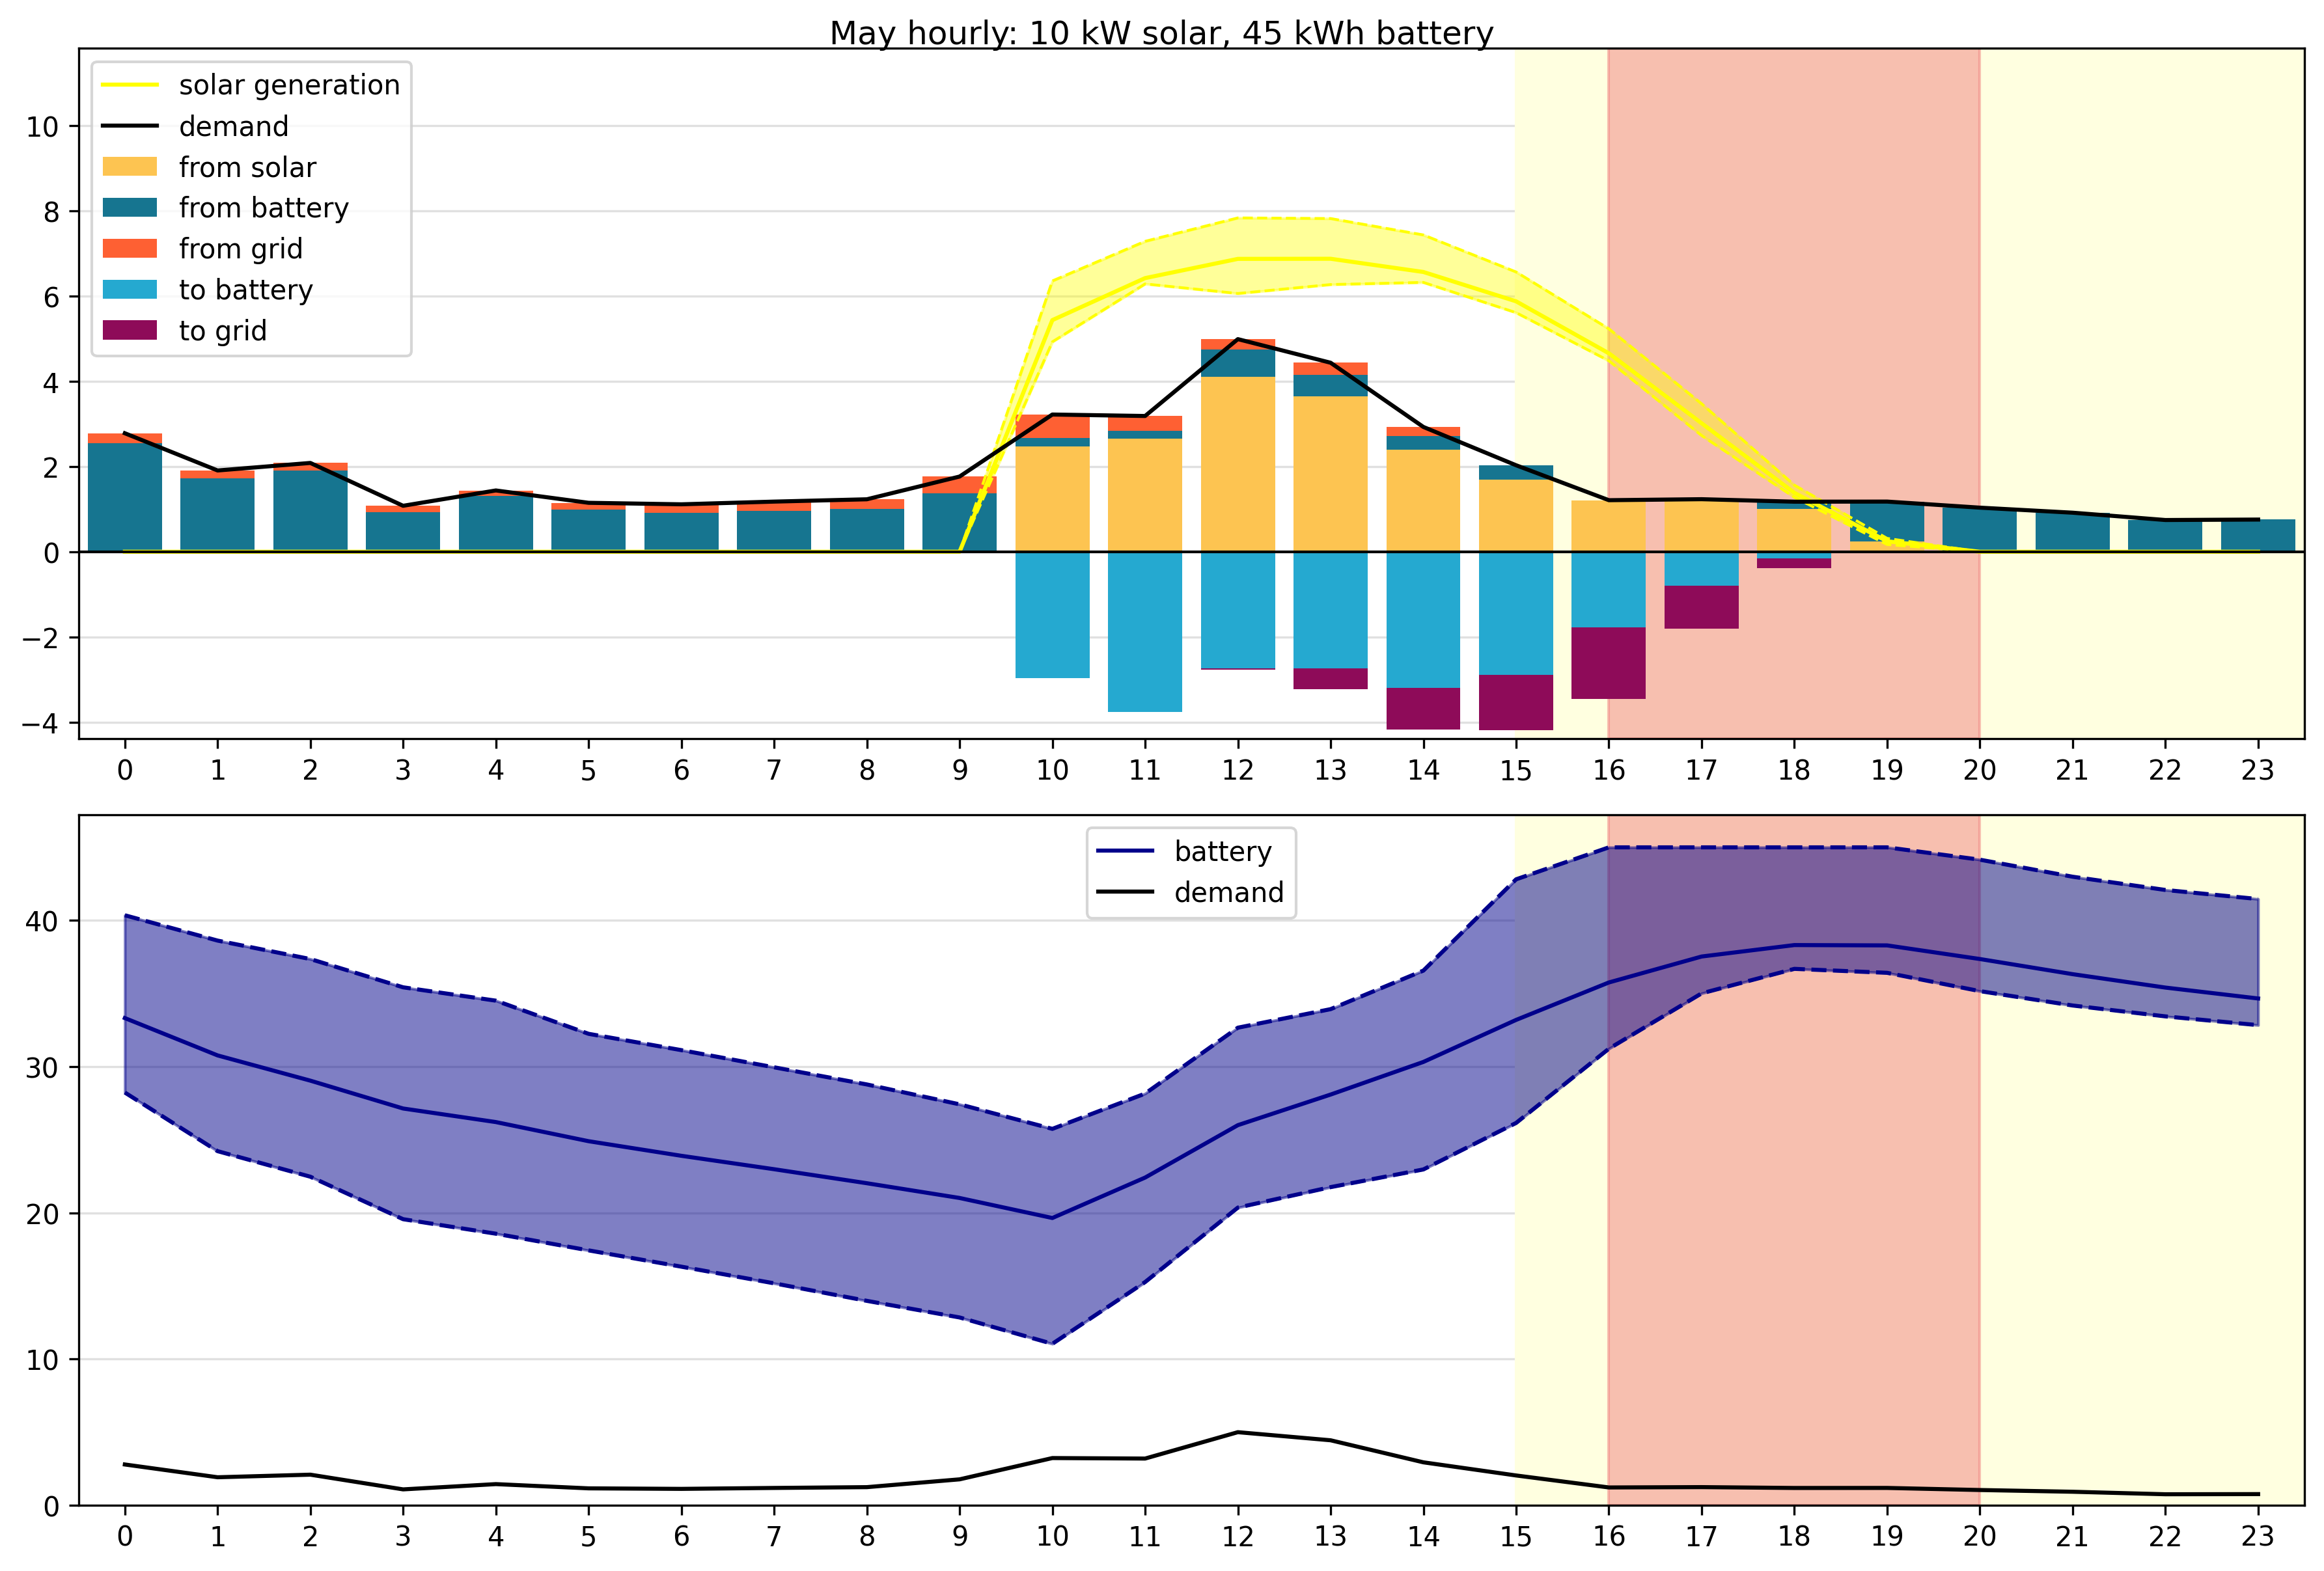 May hourly: 10 kW solar, 45 kWh battery
solar generation
demand
from solar
from battery
from grid
to battery
to grid
10
8
6
4
2
0
−2
−4
0 1 2 3 4 5 6 7 8 9 10 11 12 13 14 15 16 17 18 19 20 21 22 23
battery
demand
40
30
20
10
0
0 1 2 3 4 5 6 7 8 9 10 11 12 13 14 15 16 17 18 19 20 21 22 23